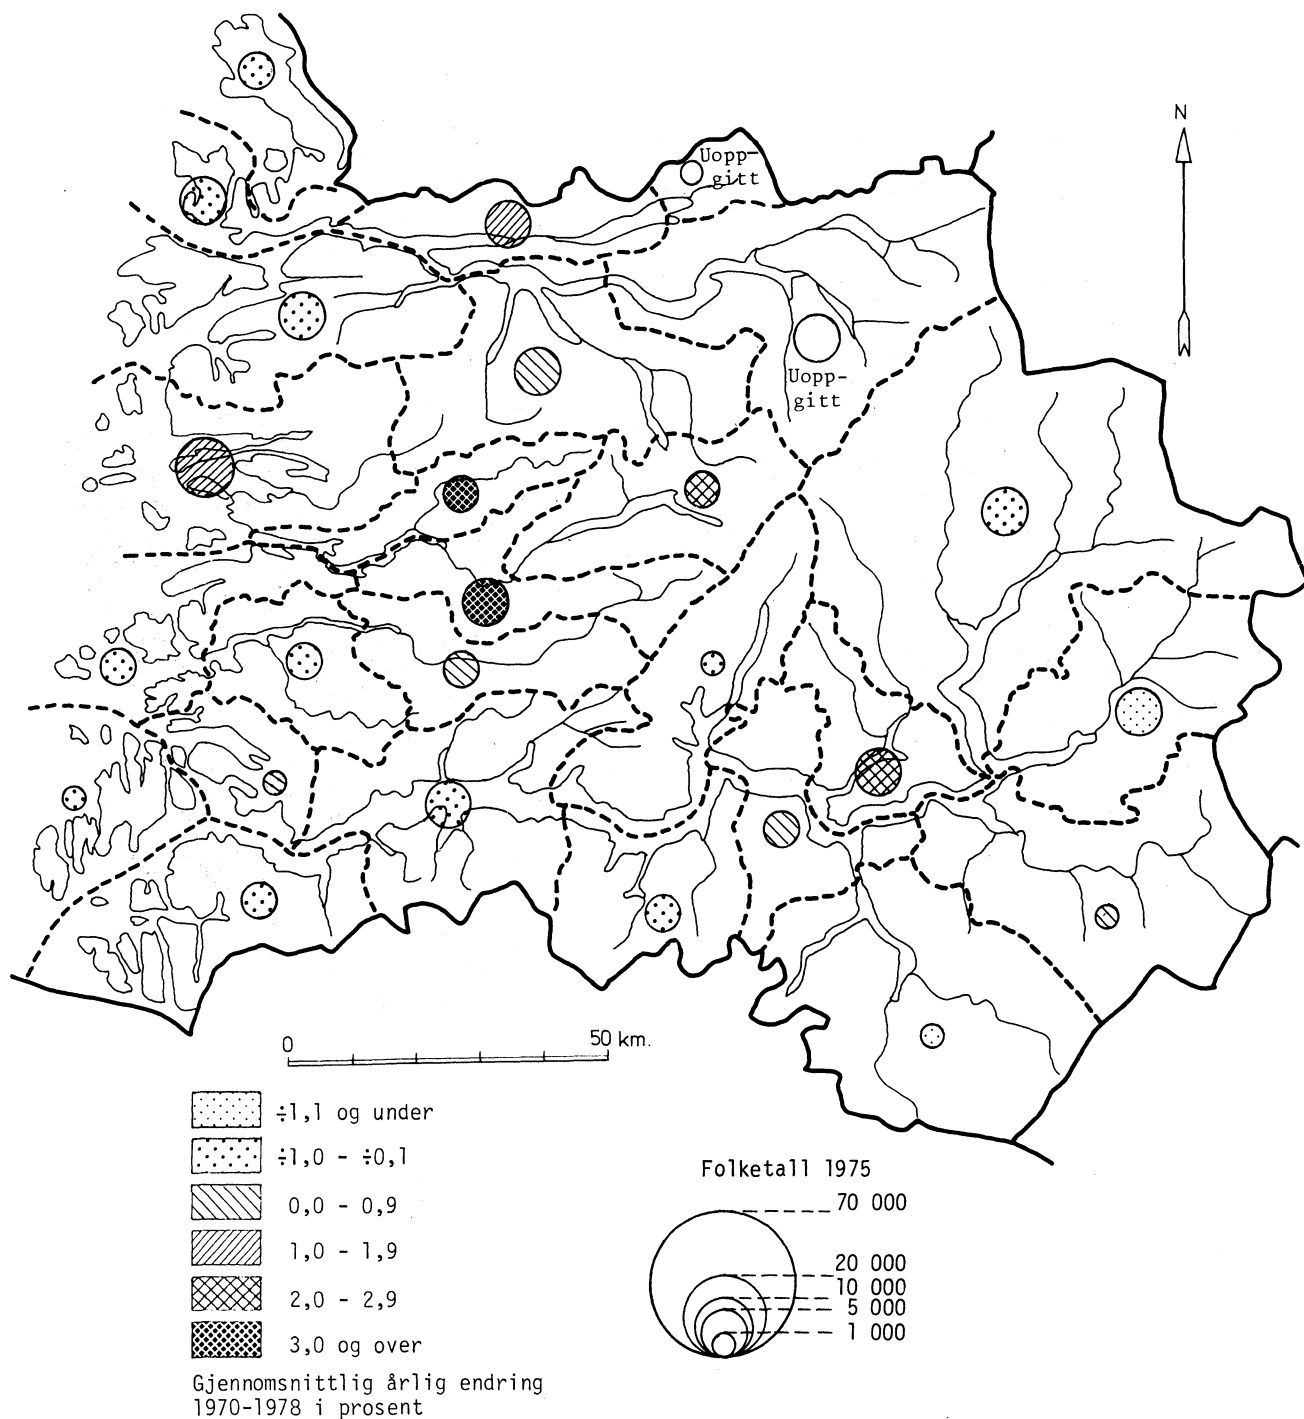 N
Uopp-
gitt
Uopp-
gitt
0 50 km.
÷1,1 og under
÷1,0 - ÷0,1
0,0 - 0,9
1,0 - 1,9
2,0 - 2,9
3,0 og over
Gjennomsnittlig årlig endring
1970-1978 i prosent
Folketall 1975
70 000
20 000
10 000
5 000
1 000